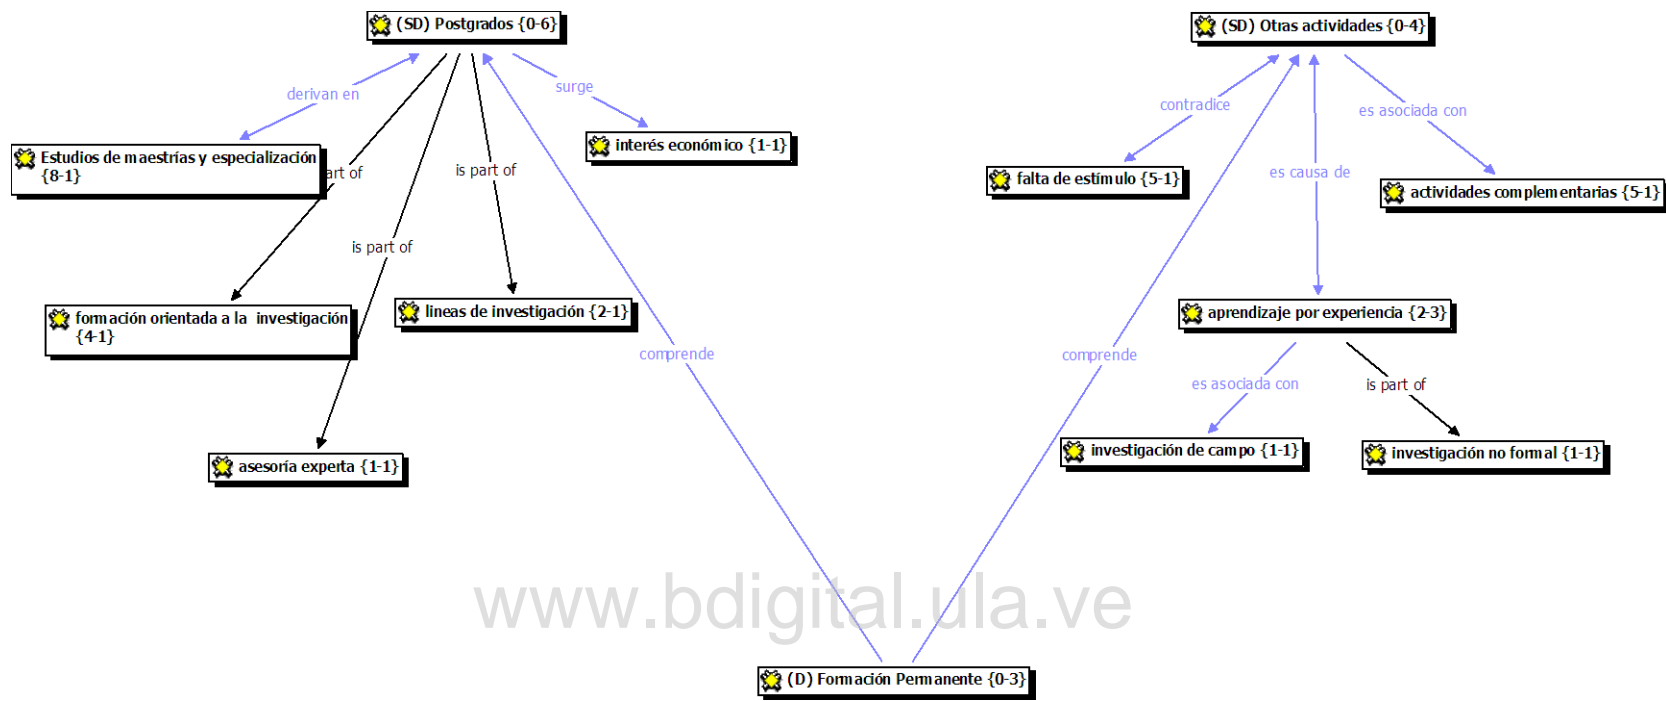 (SD) Postgrados {0-6}
(SD) Otras actividades {0-4}
derivan en
surge
contradice
es asociada con
Estudios de maestrías y especialización
{8-1}
interés económico {1-1}
art of
is part of
es causa de
falta de estímulo {5-1}
actividades complementarias {5-1}
is part of
formación orientada a la investigación
{4-1}
lineas de investigación {2-1}
aprendizaje por experiencia {2-3}
comprende
comprende
es asociada con
is part of
asesoría experta {1-1}
investigación de campo {1-1}
investigación no formal {1-1}
www.bdigital.ula.ve
(D) Formación Permanente {0-3}